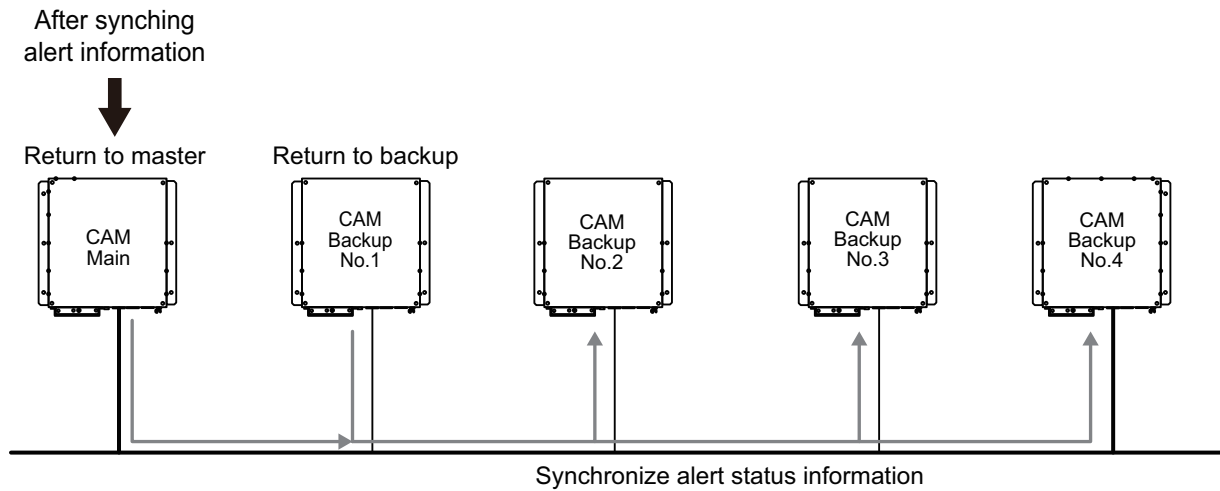 After synching
alert information
Return to master
Return to backup
CAM
Main
CAM
Backup
No.1
CAM
Backup
No.2
CAM
Backup
No.3
CAM
Backup
No.4
Synchronize alert status information